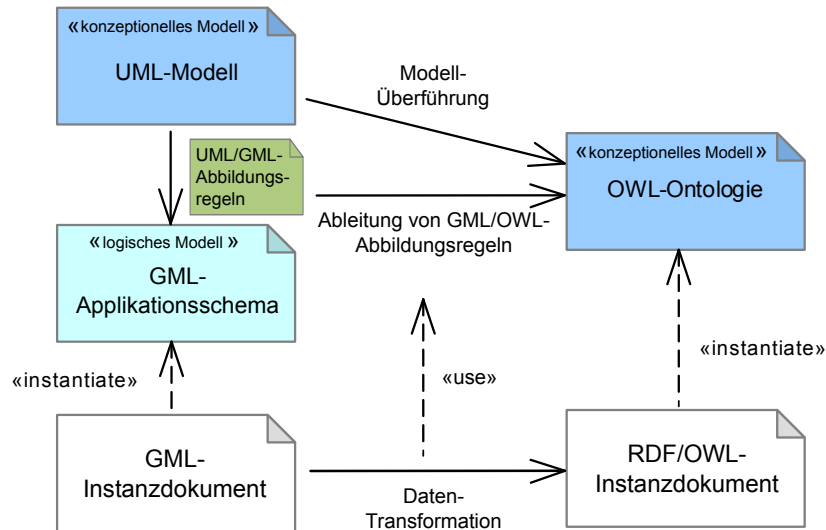 «konzeptionelles Modell»
UML-Modell
Modell-
Überführung
UML/GML-
Abbildungs-
regeln
«konzeptionelles Modell»
OWL-Ontologie
Ableitung von GML/OWL-
Abbildungsregeln
«logisches Modell»
GML-
Applikationsschema
«instantiate»
«use»
«instantiate»
GML-
Instanzdokument
Daten-
Transformation
RDF/OWL-
Instanzdokument